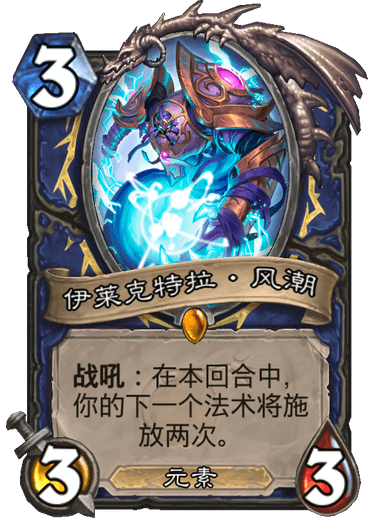 3
伊莱克特拉·风潮
战吼：在本回合中，
你的下一个法术将施
放两次。
3
元素
3